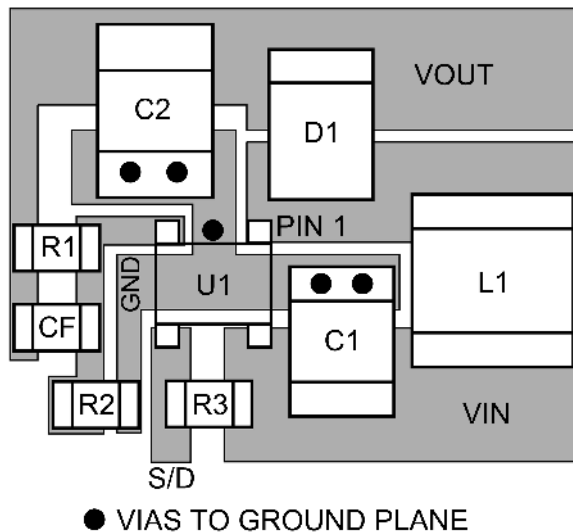 VOUT
C2
D1
PIN 1
R1
GND
U1
L1
CF
C1
R2
R3
VIN
S/D
VIAS TO GROUND PLANE